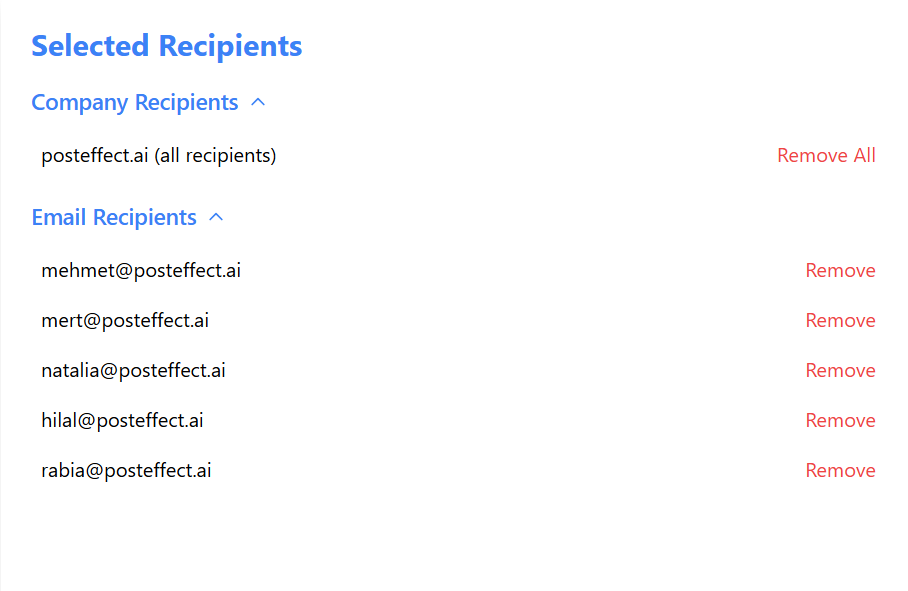 Selected Recipients
Company Recipients
posteffect.ai (all recipients) Remove All
Email Recipients
mehmet@posteffect.ai Remove
mert@posteffect.ai Remove
natalia@posteffect.ai Remove
hilal@posteffect.ai Remove
rabia@posteffect.ai Remove